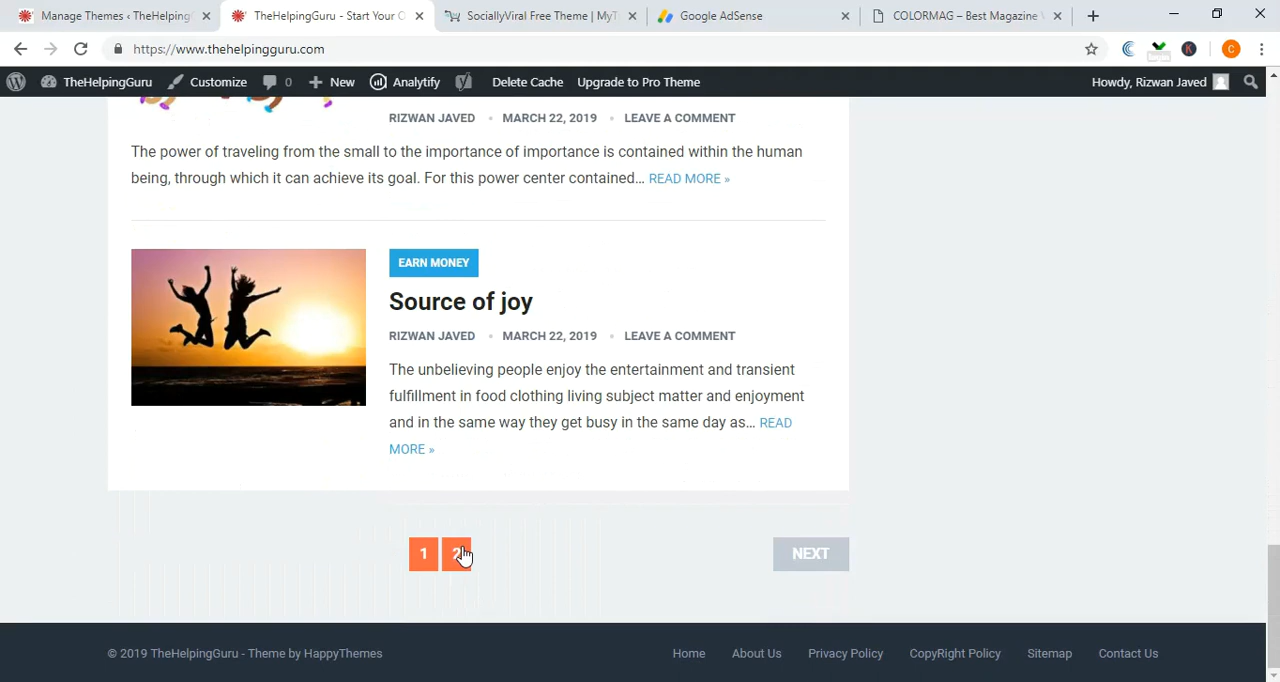 Manage Themes ‹ TheHelping
TheHelpingGuru - Start Your O
SociallyViral Free Theme | MyT
Google AdSense
COLORMAG – Best Magazine
https://www.thehelpingguru.com
TheHelpingGuru Customize 0 New Analytify Delete Cache Upgrade to Pro Theme Howdy, Rizwan Javed
RIZWAN JAVED • MARCH 22, 2019 • LEAVE A COMMENT
The power of traveling from the small to the importance of importance is contained within the human
being, through which it can achieve its goal. For this power center contained… READ MORE »
EARN MONEY
Source of joy
RIZWAN JAVED • MARCH 22, 2019 • LEAVE A COMMENT
The unbelieving people enjoy the entertainment and transient
fulfillment in food clothing living subject matter and enjoyment
and in the same way they get busy in the same day as… READ
MORE »
1 2 NEXT
© 2019 TheHelpingGuru - Theme by HappyThemes Home About Us Privacy Policy CopyRight Policy Sitemap Contact Us